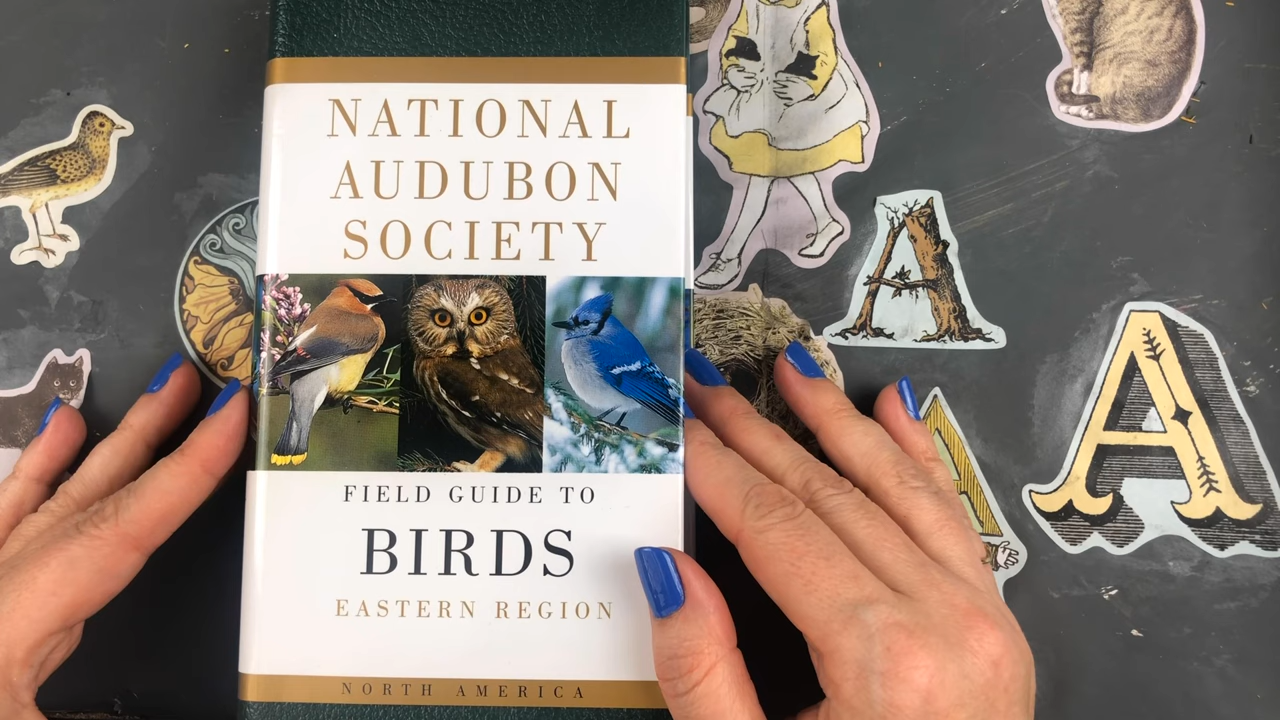 NATIONAL
AUDUBON
SOCIETY
FIELD GUIDE TO
BIRDS
EASTERN REGION
NORTH AMERICA
A
A
A